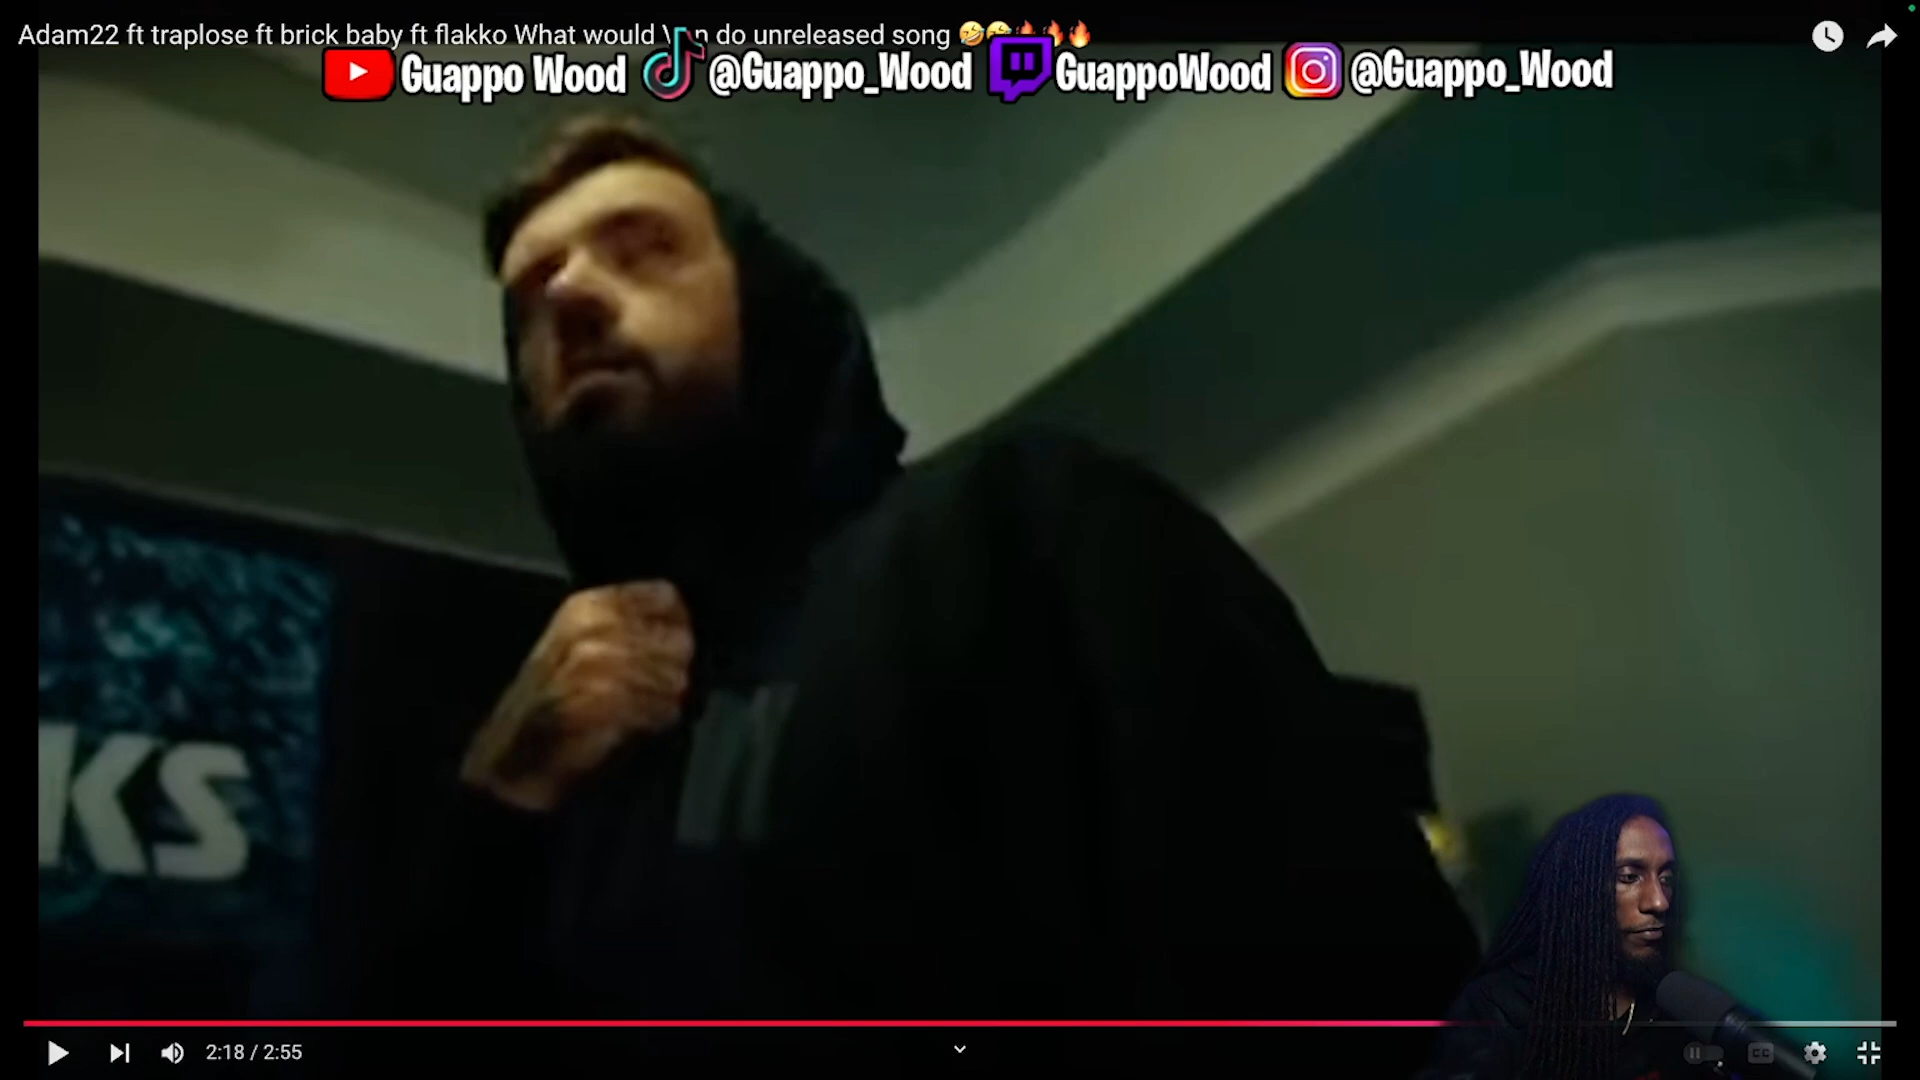 Adam22 ft traplose ft brick baby ft flakko What would do unreleased song 🤣🤣🔥🔥🔥
Guappo Wood @Guappo_Wood GuappoWood @Guappo_Wood
KS
2:18 / 2:55
CC